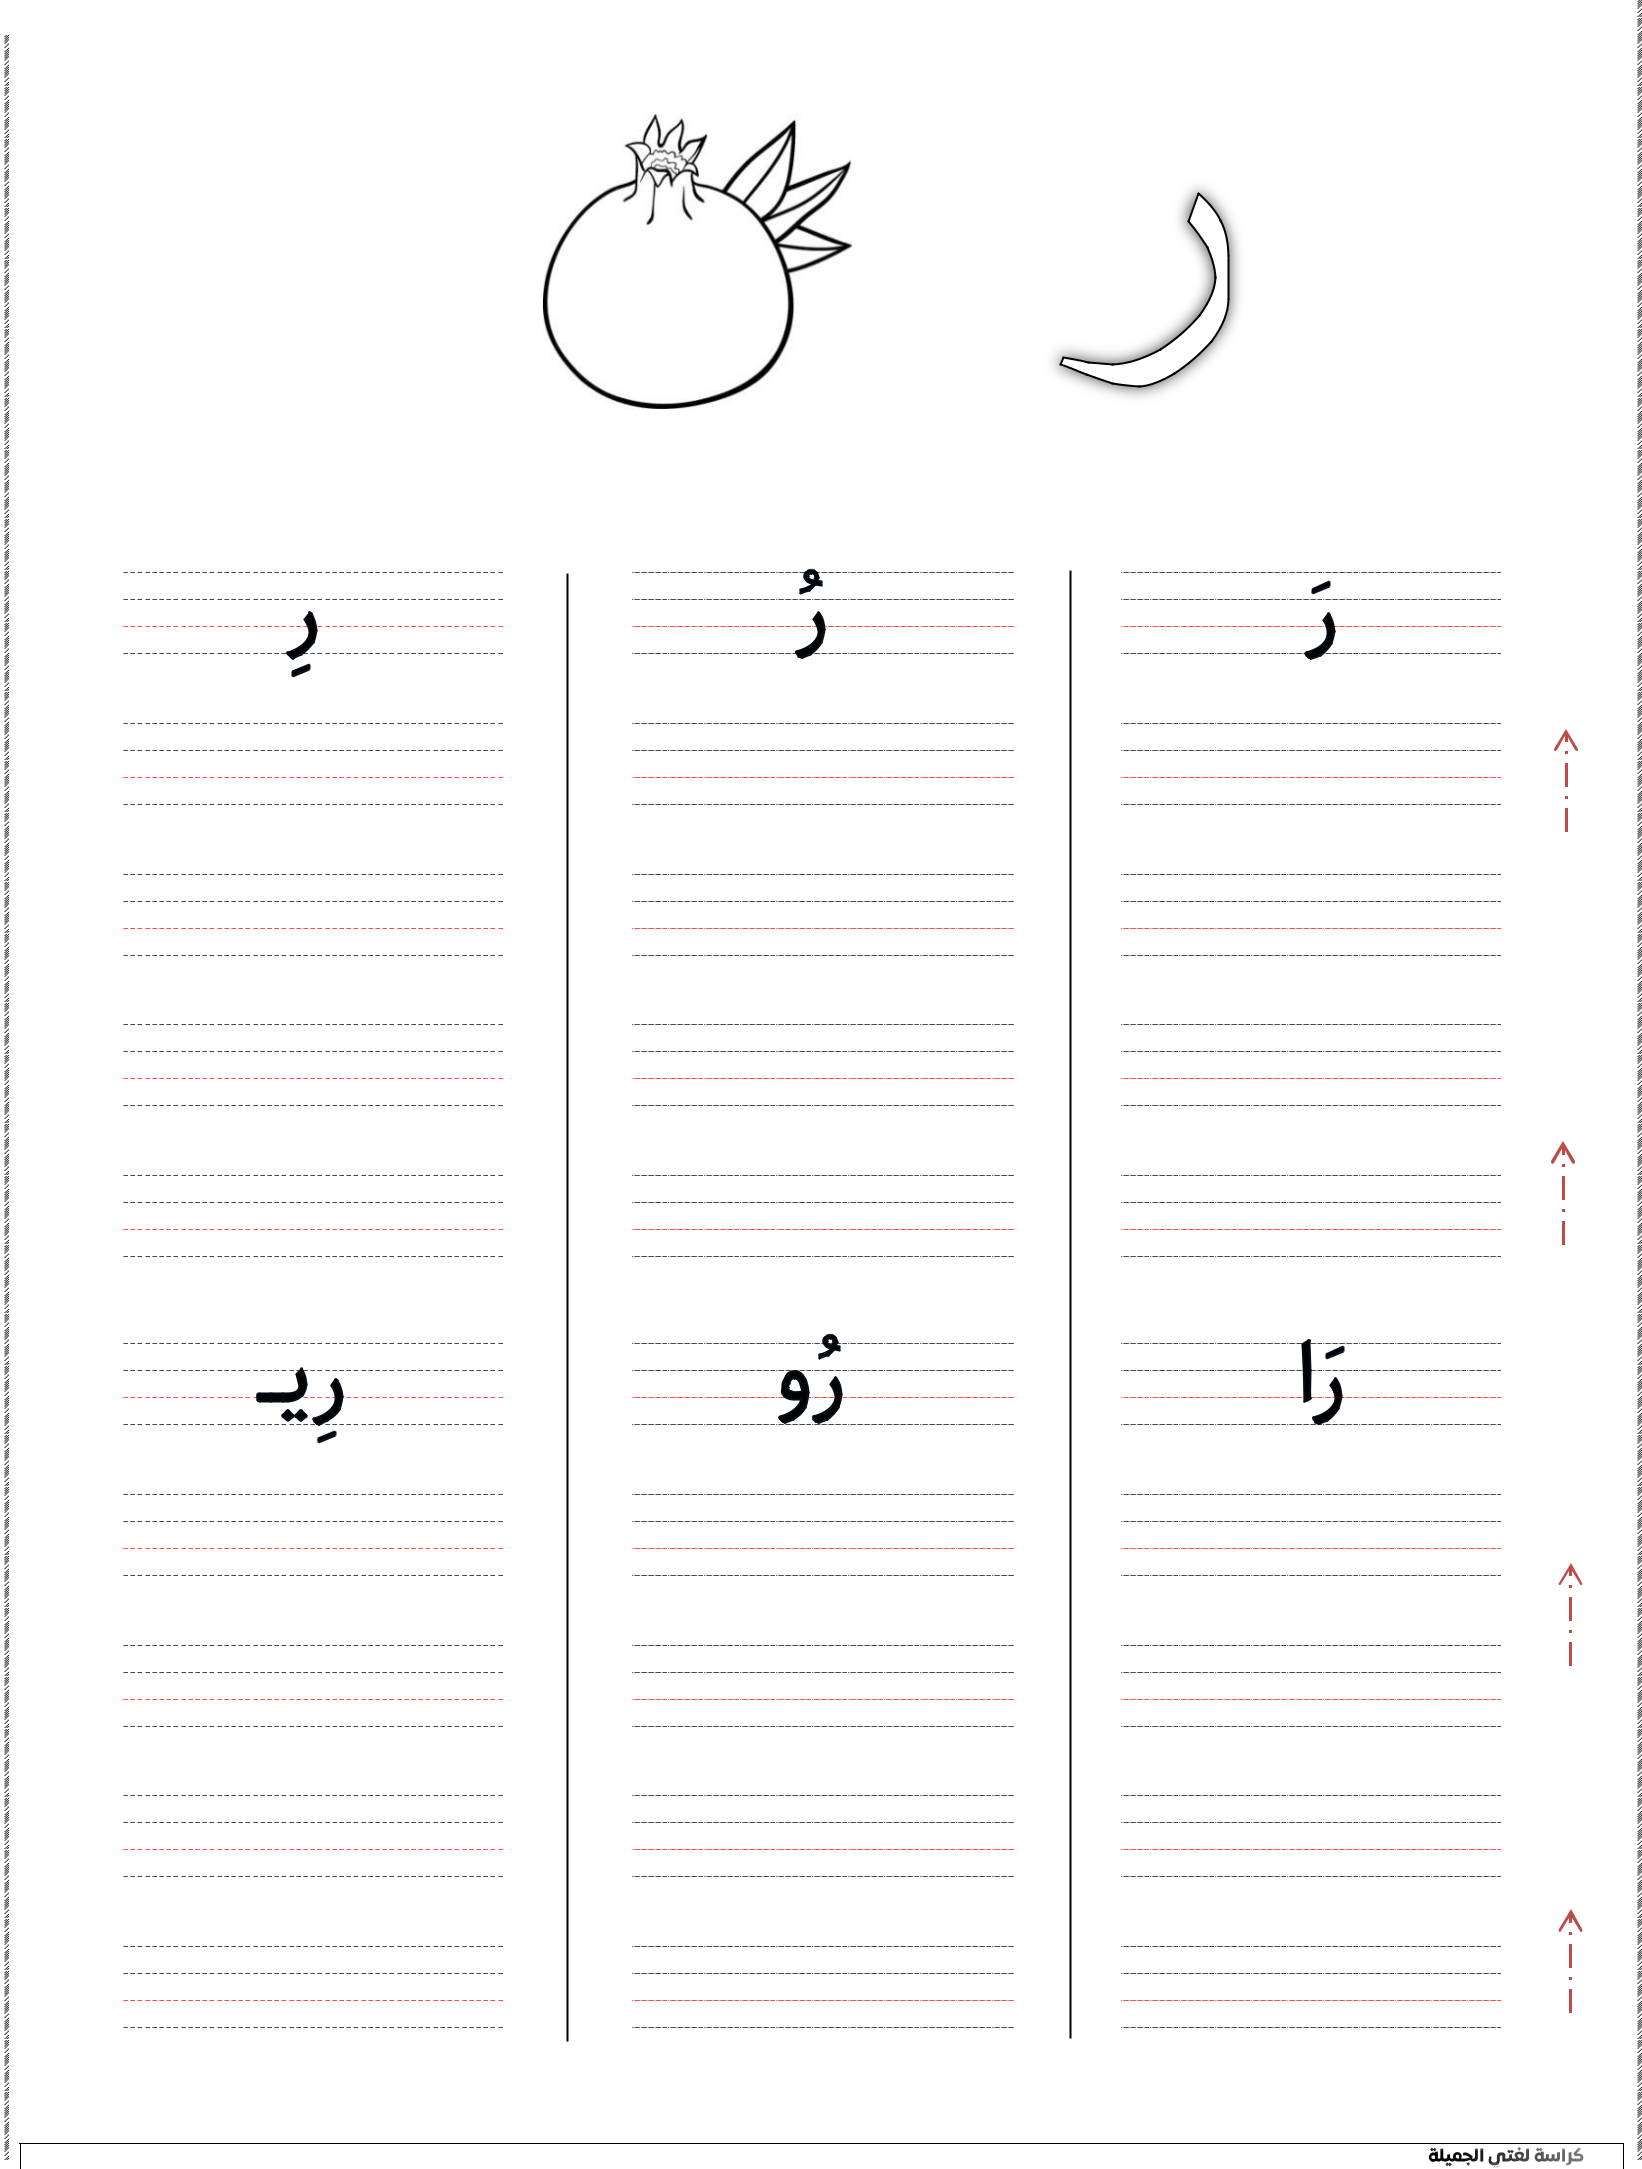 ر
رَ رُ رِ
رَا رُو رِيـ
كراسة لغتي الجميلة